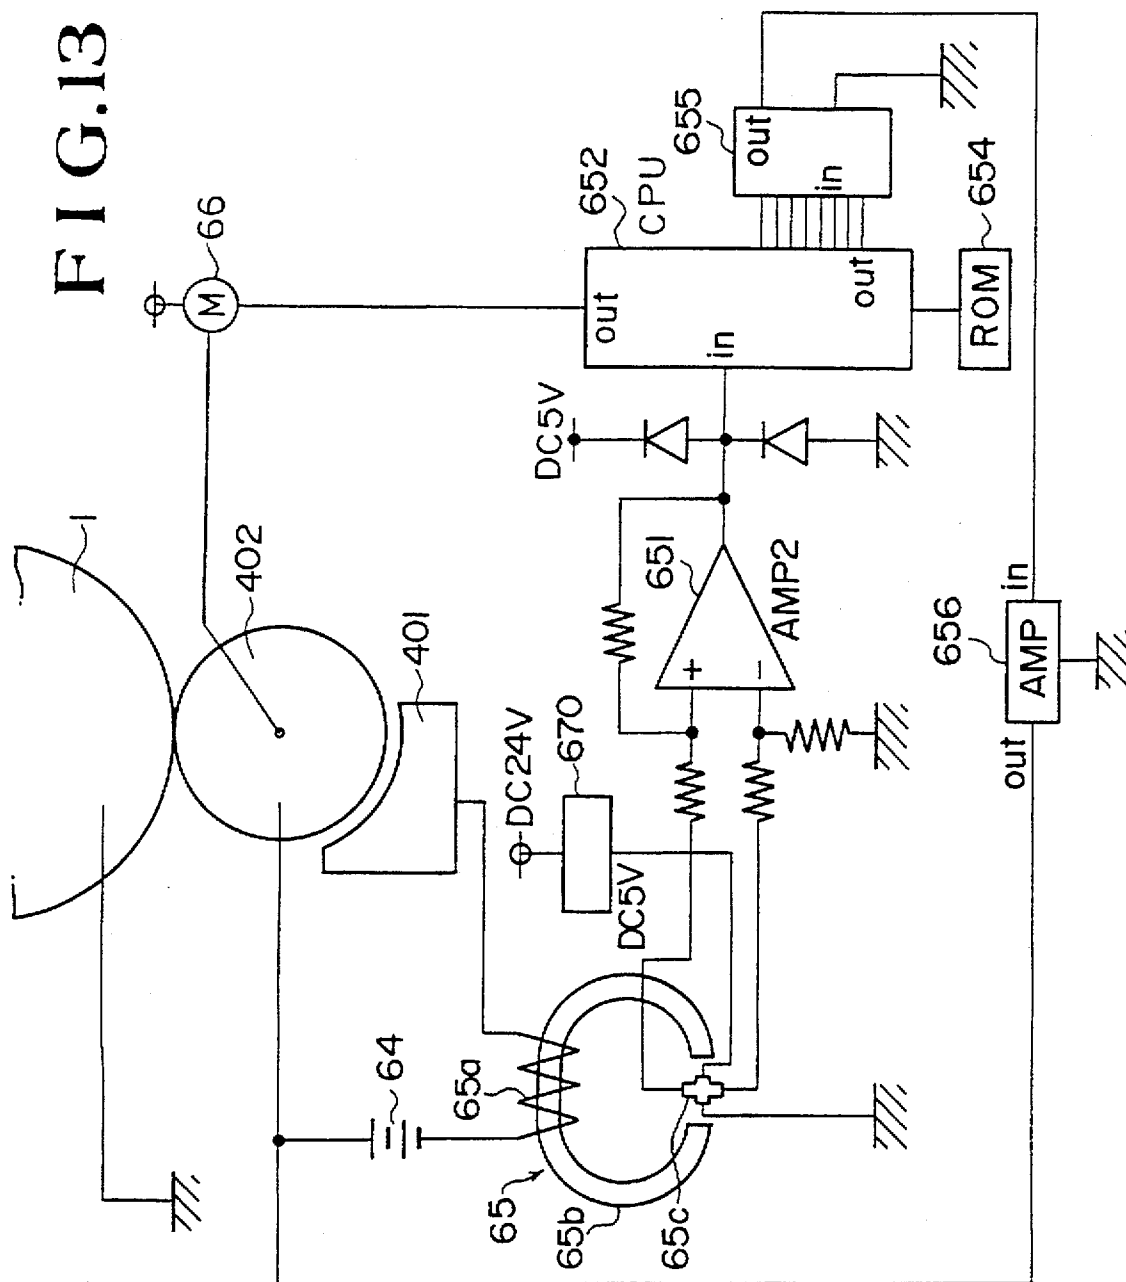 FIG.13
66
M
1
402
401
DC24V
670
DC5V
64
65a
65
65b
65c
DC5V
651
AMP2
+
-
652
CPU
out
in
out
655
out
in
654
ROM
656
AMP
in
out